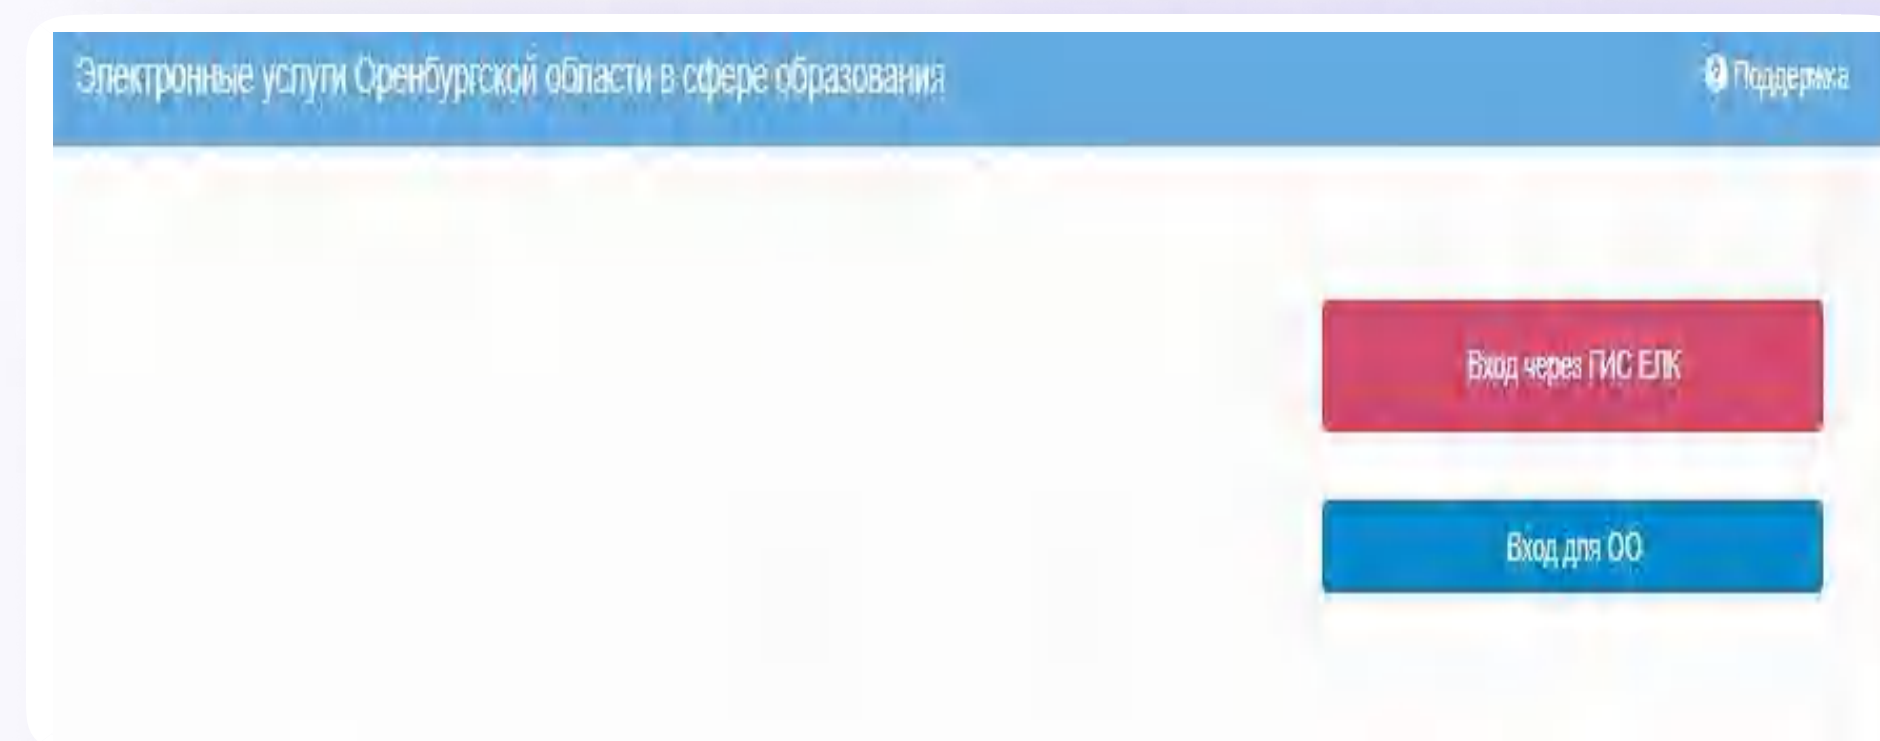 Электронные услуги Оренбургской области в сфере образования
Поддержка
Вход через ГИС ЕЛК
Вход для ОО